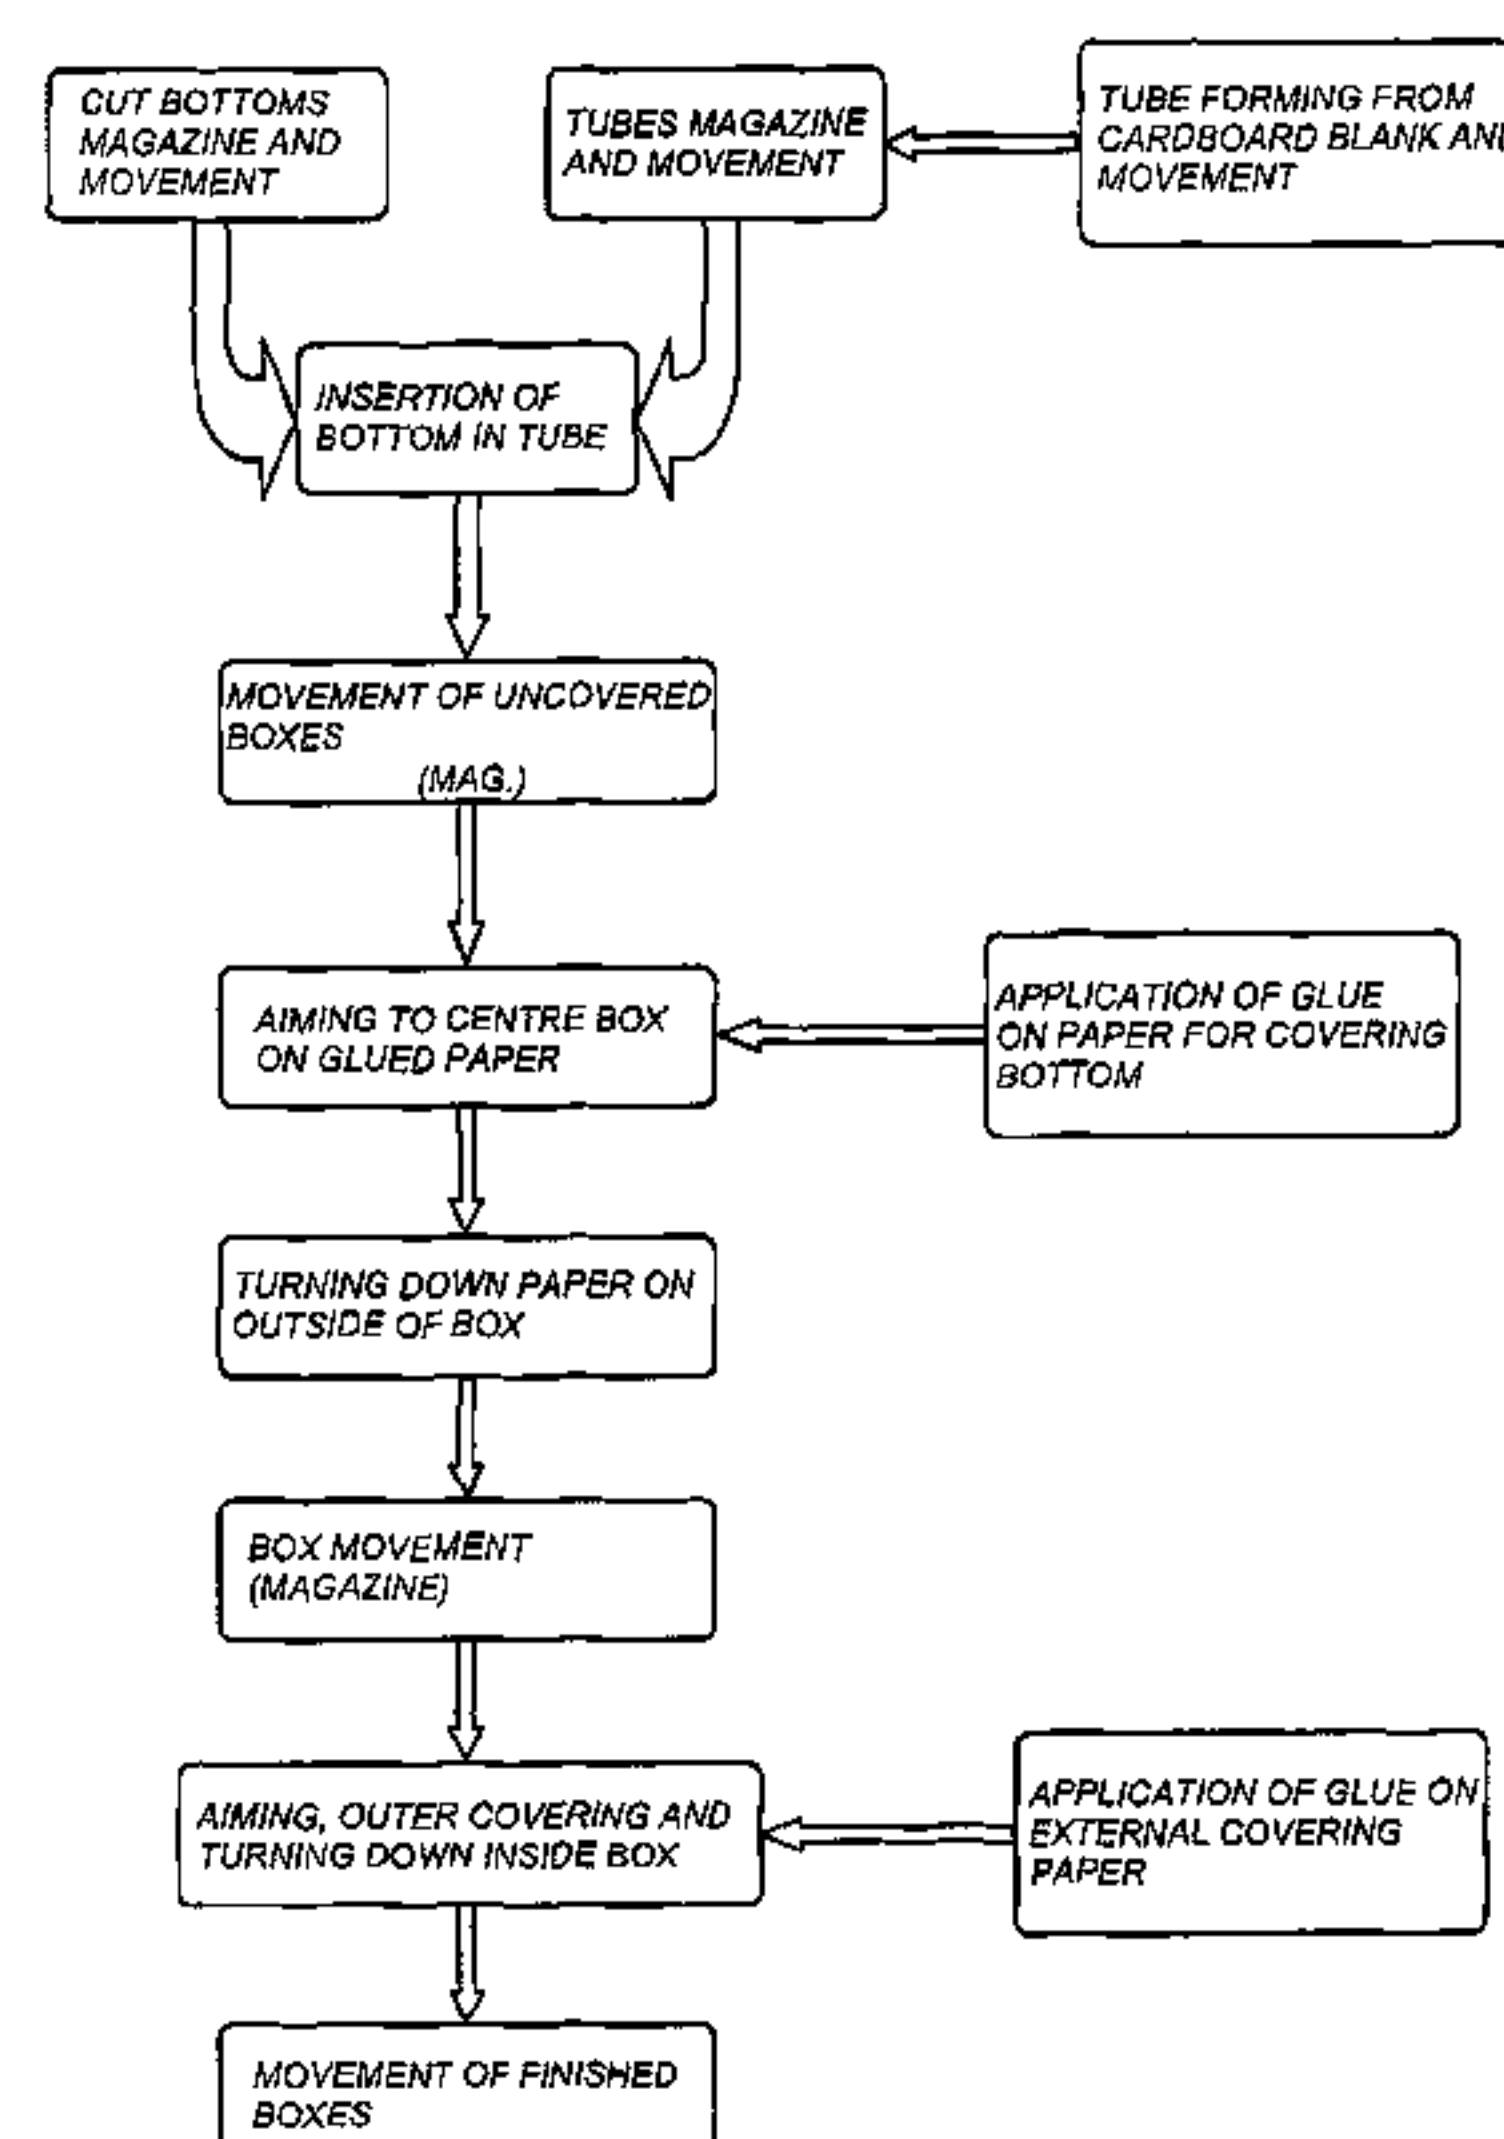 CUT BOTTOMS
MAGAZINE AND
MOVEMENT
TUBES MAGAZINE
AND MOVEMENT
TUBE FORMING FROM
CARDBOARD BLANK AND
MOVEMENT
INSERTION OF
BOTTOM IN TUBE
MOVEMENT OF UNCOVERED
BOXES
(MAG.)
AIMING TO CENTRE BOX
ON GLUED PAPER
APPLICATION OF GLUE
ON PAPER FOR COVERING
BOTTOM
TURNING DOWN PAPER ON
OUTSIDE OF BOX
BOX MOVEMENT
(MAGAZINE)
AIMING, OUTER COVERING AND
TURNING DOWN INSIDE BOX
APPLICATION OF GLUE ON
EXTERNAL COVERING
PAPER
MOVEMENT OF FINISHED
BOXES